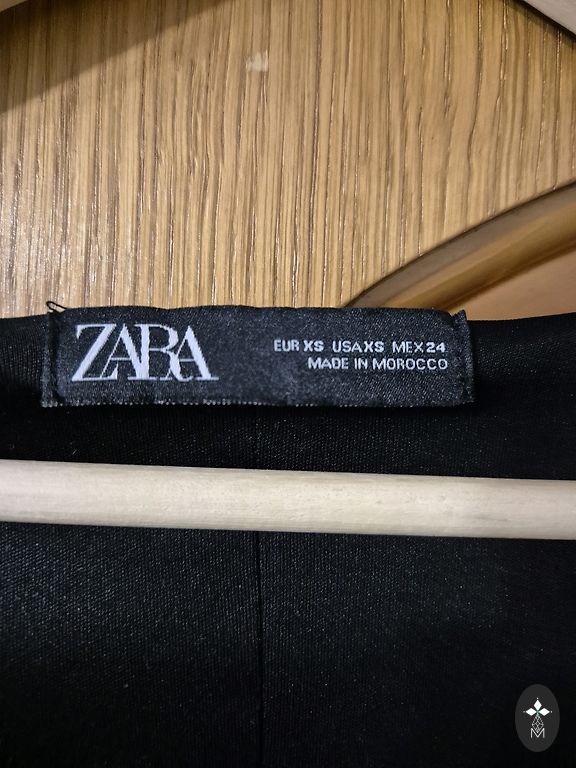 ZARA
EUR XS USA XS MEX 24
MADE IN MOROCCO
M